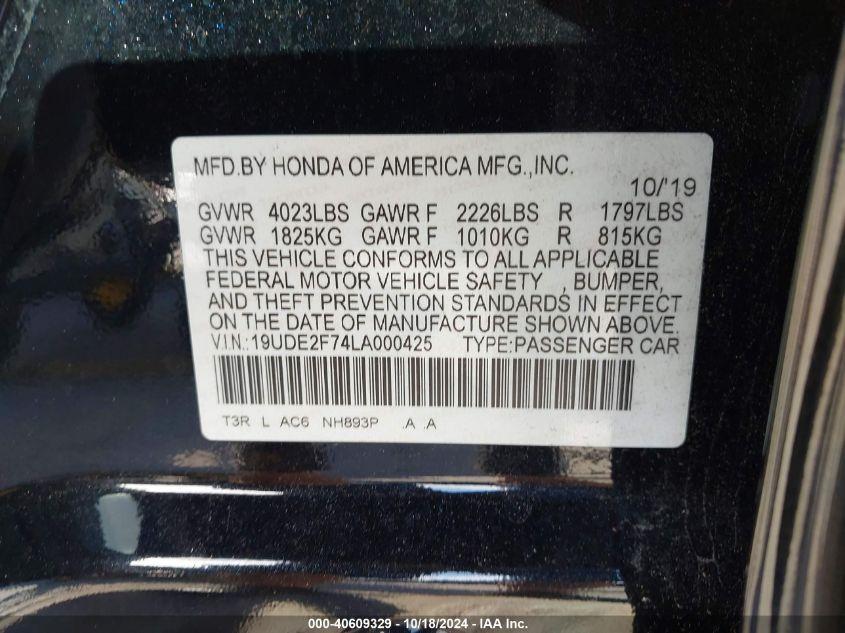 MFD.BY HONDA OF AMERICA MFG.,INC.
10/'19
GVWR 4023LBS GAWR F 2226LBS R 1797LBS
GVWR 1825KG GAWR F 1010KG R 815KG
THIS VEHICLE CONFORMS TO ALL APPLICABLE
FEDERAL MOTOR VEHICLE SAFETY , BUMPER,
AND THEFT PREVENTION STANDARDS IN EFFECT
ON THE DATE OF MANUFACTURE SHOWN ABOVE.
V.I.N.:19UDE2F74LA000425 TYPE:PASSENGER CAR
T3R L AC6 NH893P .A .A
000-40609329 - 10/18/2024 - IAA Inc.